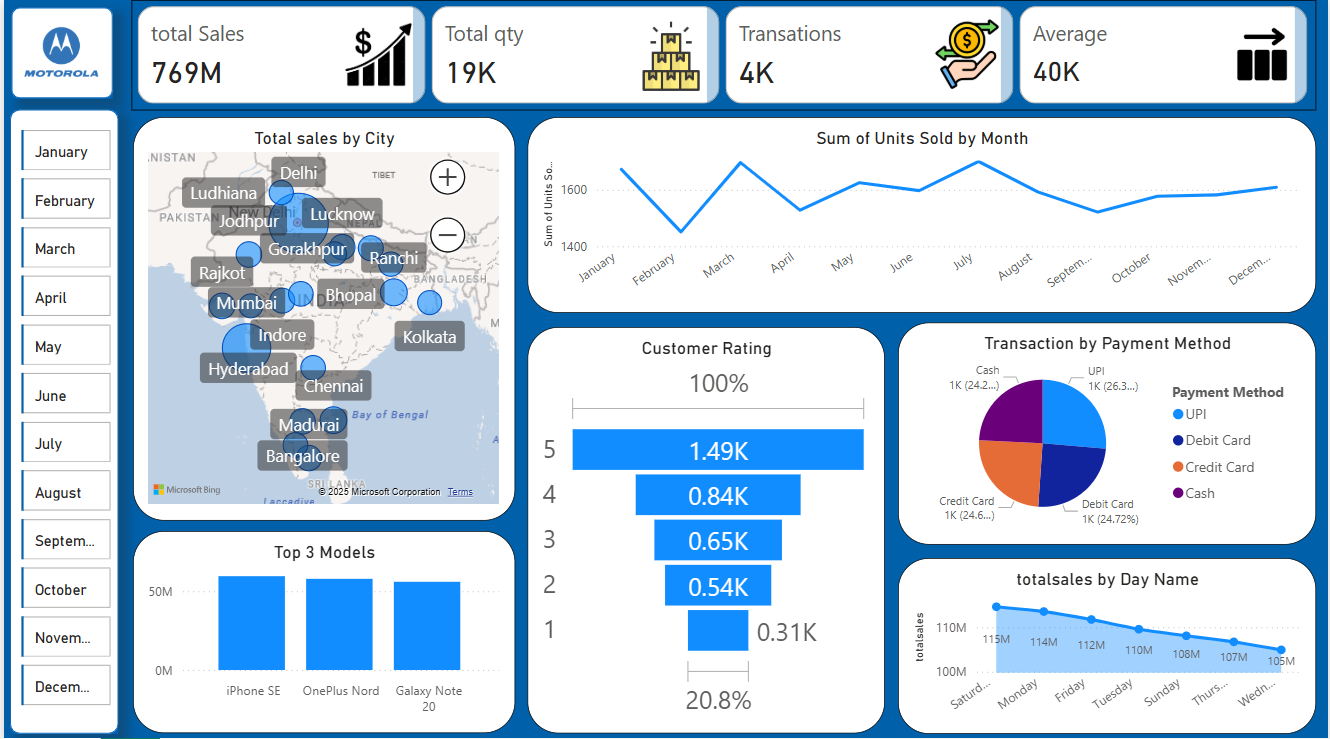 MOTOROLA
total Sales
769M
Total qty
19K
Transations
4K
Average
40K
January
February
March
April
May
June
July
August
Septem...
October
Novem...
Decem...
Total sales by City
TIBET
Delhi
Ludhiana
New Delhi
Lucknow
Jodhpur
PAKISTAN
NEPAL
Gorakhpur
Ranchi
Rajkot
BANGLADESH
Mumbai
INDIA
Bhopal
Indore
Kolkata
Hyderabad
Chennai
Bay of Bengal
Madurai
Bangalore
SRI LANKA
Microsoft Bing
© 2025 Microsoft Corporation Terms
Sum of Units Sold by Month
Sum of Units So...
1600
1400
January
February
March
April
May
June
July
August
Septem...
October
Novem...
Decem...
Customer Rating
100%
5
1.49K
4
0.84K
3
0.65K
2
0.54K
1
0.31K
20.8%
Transaction by Payment Method
Cash
1K (24.2...)
UPI
1K (26.3...)
Credit Card
1K (24.6...)
Debit Card
1K (24.72%)
Payment Method
UPI
Debit Card
Credit Card
Cash
Top 3 Models
50M
0M
iPhone SE
OnePlus Nord
Galaxy Note
20
totalsales by Day Name
totalsales
110M
100M
115M
114M
112M
110M
108M
107M
105M
Saturd...
Monday
Friday
Tuesday
Sunday
Thurs...
Wedn...